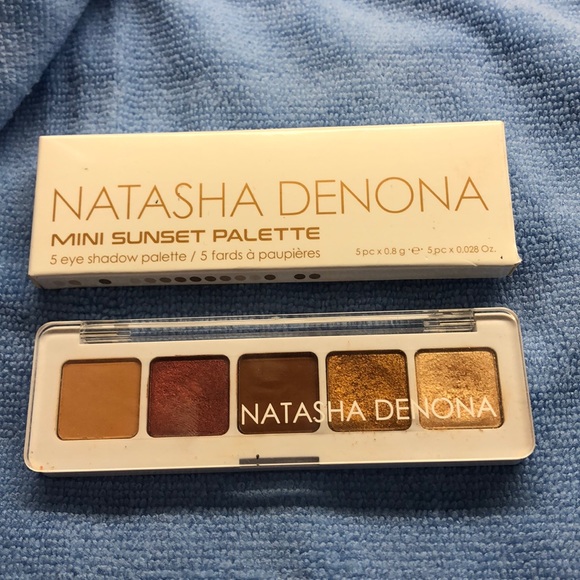 NATASHA DENONA
MINI SUNSET PALETTE
5 eye shadow palette / 5 fards à paupières
5 pc x 0.8 g ℮ 5 pc x 0.028 Oz.
NATASHA DENONA